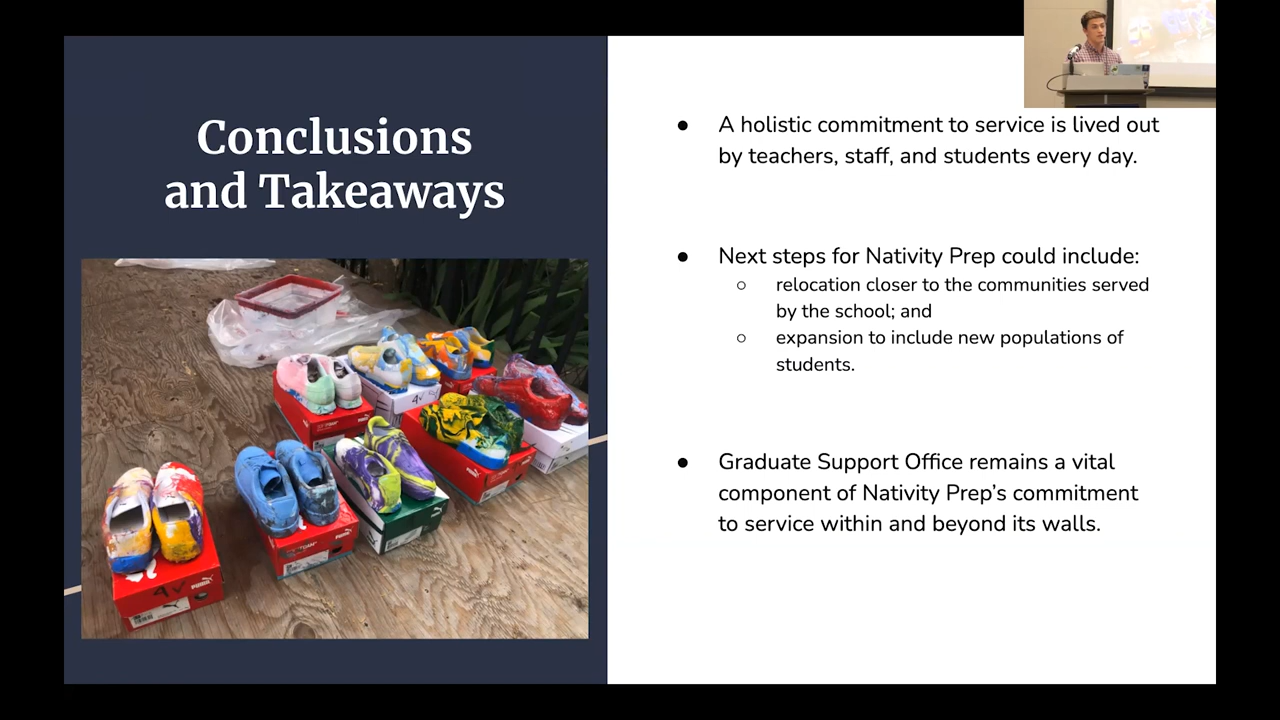 Conclusions
and Takeaways
● A holistic commitment to service is lived out
by teachers, staff, and students every day.
● Next steps for Nativity Prep could include:
○ relocation closer to the communities served
by the school; and
○ expansion to include new populations of
students.
● Graduate Support Office remains a vital
component of Nativity Prep’s commitment
to service within and beyond its walls.
4
PUMA
4
PUMA